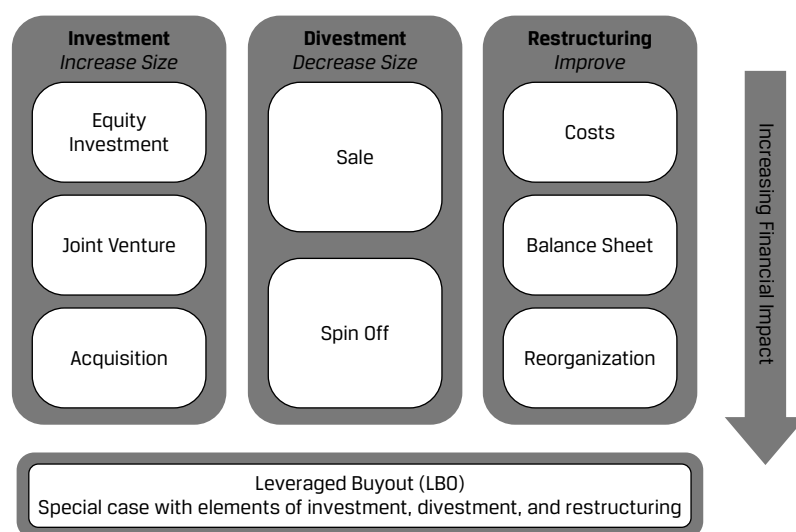 Investment
Increase Size
Equity
Investment
Joint Venture
Acquisition
Divestment
Decrease Size
Sale
Spin Off
Restructuring
Improve
Costs
Balance Sheet
Reorganization
Increasing Financial Impact
Leveraged Buyout (LBO)
Special case with elements of investment, divestment, and restructuring